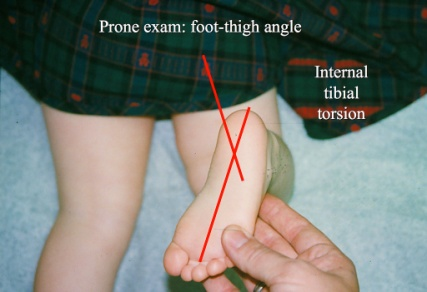 Prone exam: foot-thigh angle
Internal
tibial
torsion